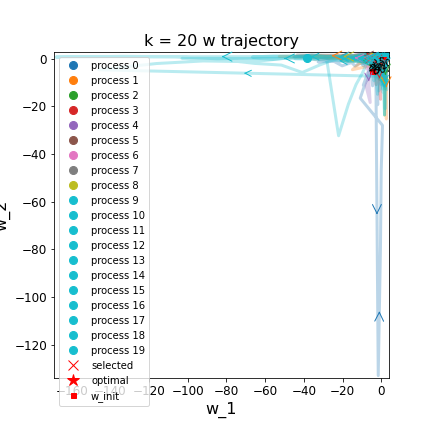 k = 20 w trajectory
0
−20
−40
−60
−80
−100
−120
w_2
process 0
process 1
process 2
process 3
process 4
process 5
process 6
process 7
process 8
process 9
process 10
process 11
process 12
process 13
process 14
process 15
process 16
process 17
process 18
process 19
selected
optimal
w_init
−160 −140 −120 −100 −80 −60 −40 −20 0
w_1